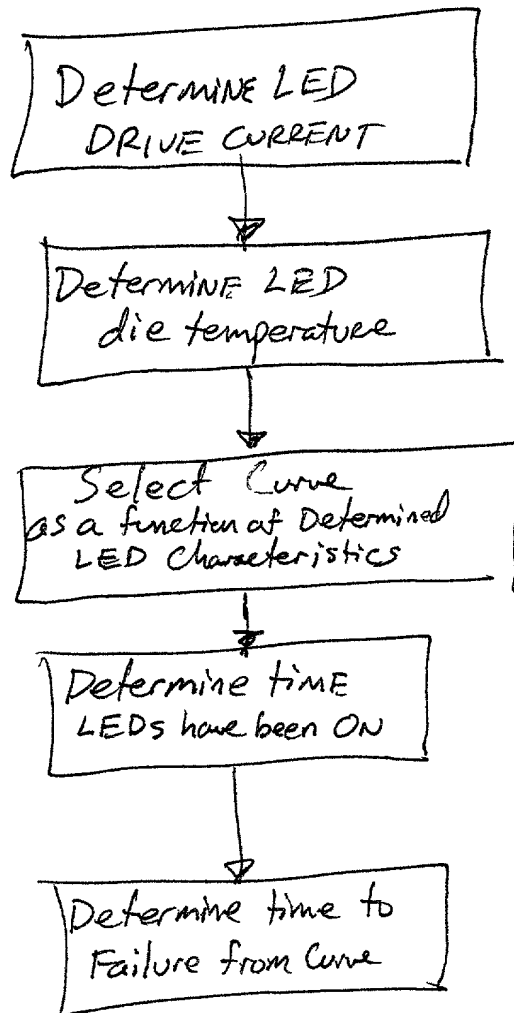 Determine LED
DRIVE CURRENT
Determine LED
die temperature
Select Curve
as a function of Determined
LED Characteristics
Determine time
LEDs have been ON
Determine time to
Failure from Curve